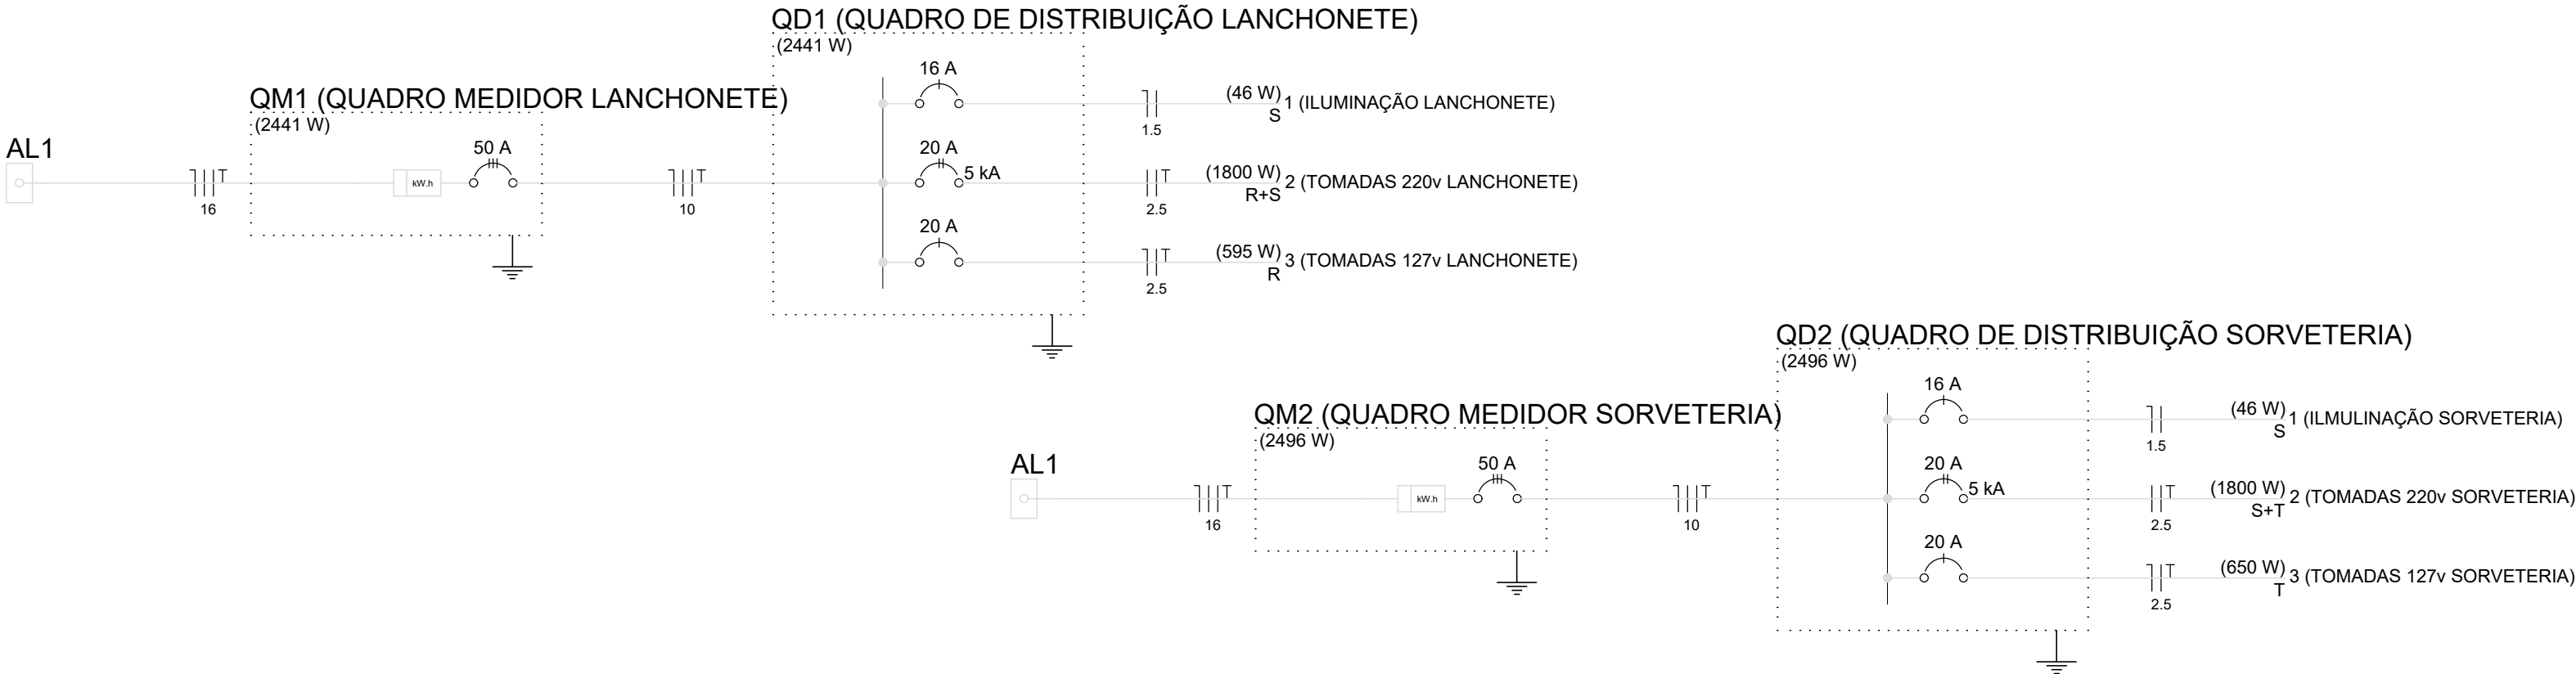 QD1 (QUADRO DE DISTRIBUIÇÃO LANCHONETE)
(2441 W)
16 A
(46 W)
S
1 (ILUMINAÇÃO LANCHONETE)
1.5
20 A
5 kA
(1800 W)
R+S
2 (TOMADAS 220v LANCHONETE)
2.5
20 A
(595 W)
R
3 (TOMADAS 127v LANCHONETE)
2.5
QM1 (QUADRO MEDIDOR LANCHONETE)
(2441 W)
AL1
T
16
kW.h
50 A
T
10
T
T
QD2 (QUADRO DE DISTRIBUIÇÃO SORVETERIA)
(2496 W)
16 A
(46 W)
S
1 (ILMULINAÇÃO SORVETERIA)
1.5
20 A
5 kA
(1800 W)
S+T
2 (TOMADAS 220v SORVETERIA)
2.5
20 A
(650 W)
T
3 (TOMADAS 127v SORVETERIA)
2.5
QM2 (QUADRO MEDIDOR SORVETERIA)
(2496 W)
AL1
T
16
kW.h
50 A
T
10
T
T